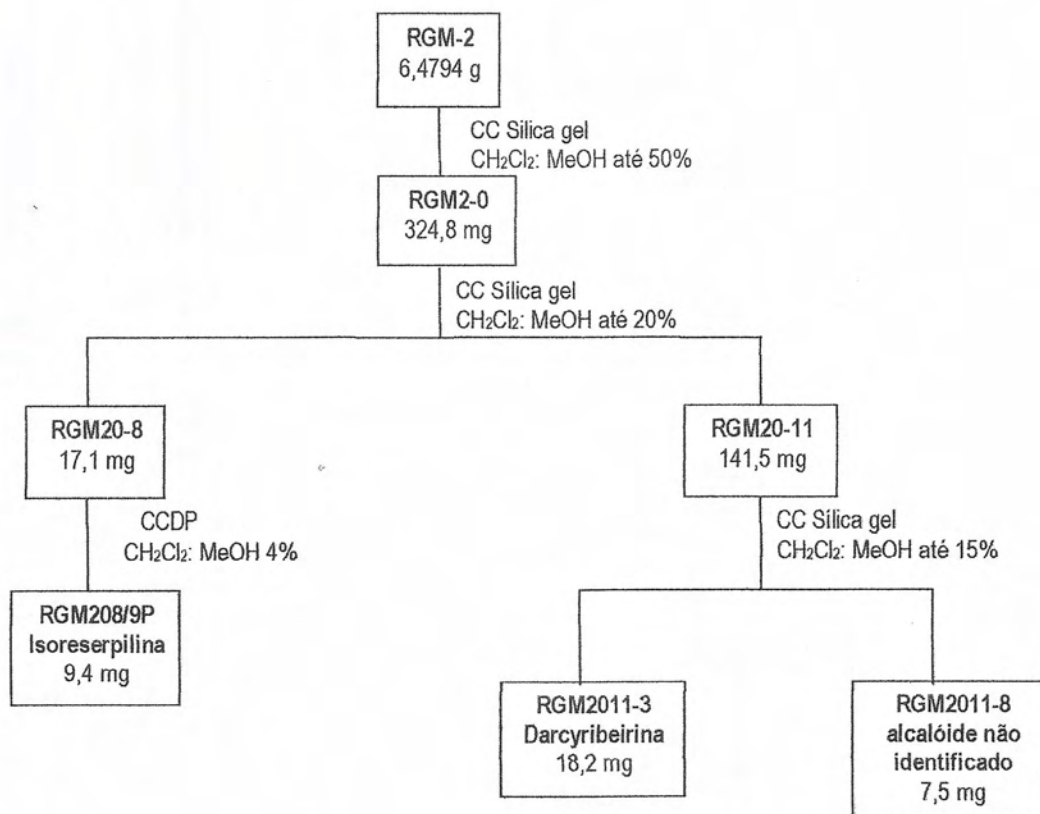 RGM-2
6,4794 g
CC Silica gel
CH₂Cl₂: MeOH até 50%
RGM2-0
324,8 mg
CC Sílica gel
CH₂Cl₂: MeOH até 20%
RGM20-8
17,1 mg
RGM20-11
141,5 mg
CCDP
CH₂Cl₂: MeOH 4%
CC Sílica gel
CH₂Cl₂: MeOH até 15%
RGM208/9P
Isoreserpilina
9,4 mg
RGM2011-3
Darcyribeirina
18,2 mg
RGM2011-8
alcalóide não
identificado
7,5 mg